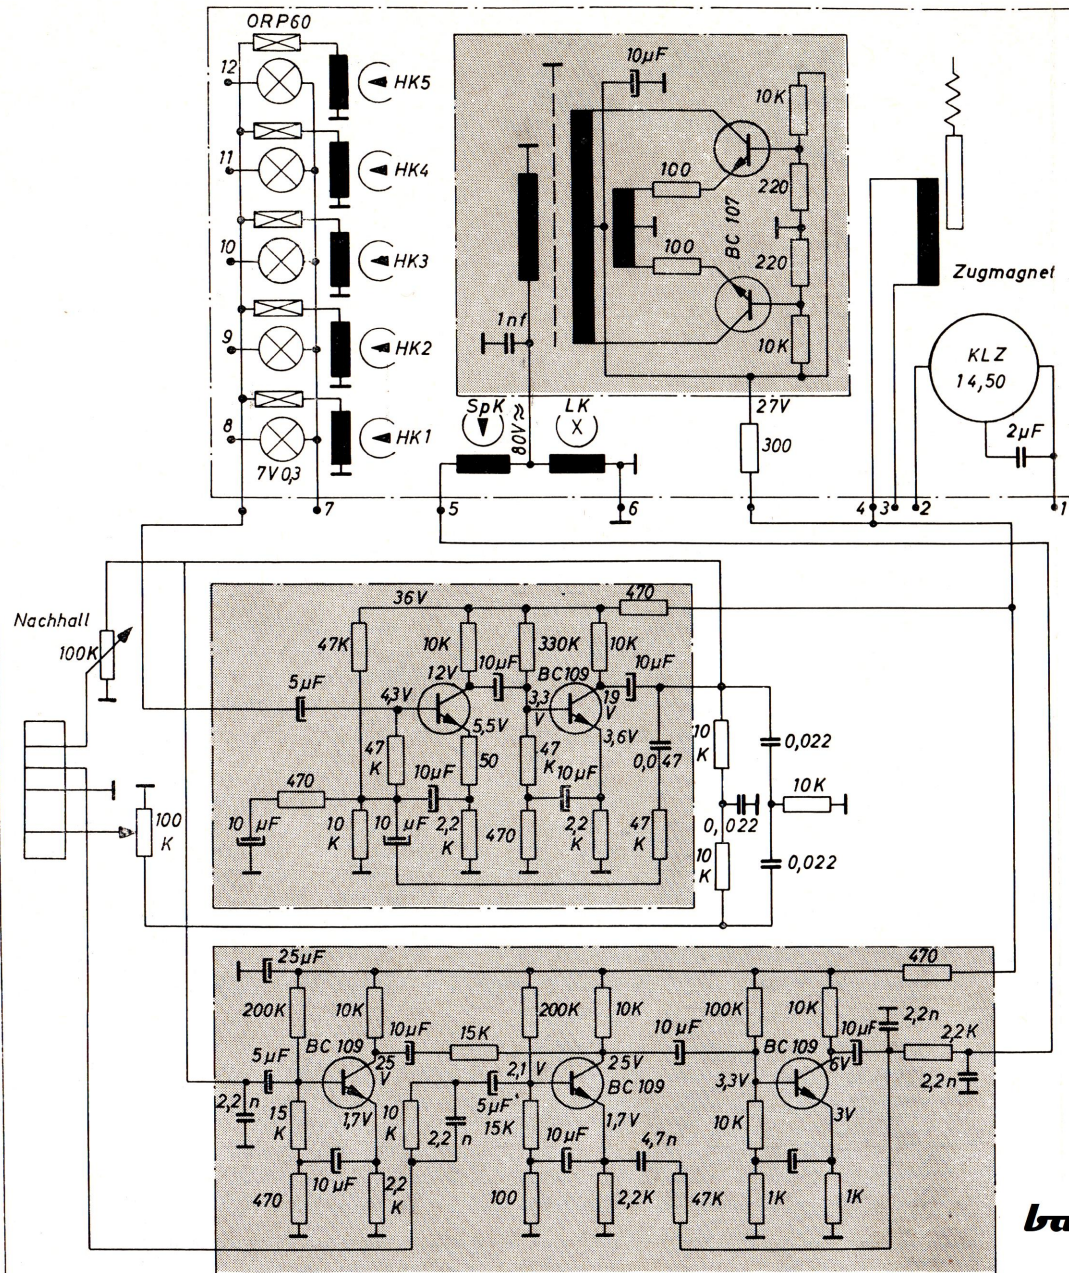 ORP60
12
HK5
11
HK4
10
HK3
9
HK2
8
HK1
7V 0,3
10µF
10K
100
220
BC 107
100
220
10K
1nf
SpK
LK
80V≈
27V
300
Zugmagnet
KLZ
14,50
2µF
7
5
6
4
3
2
1
Nachhall
100K
36V
470
47K
10K
330K
10K
5µF
12V
10µF
BC109
10µF
4,3V
3,3
V
19
V
5,5V
3,6V
47
K
50
47
K
10µF
0,047
10µF
470
10
K
0,022
10K
100
K
10
µF
10
K
10
µF
2,2
K
470
2,2
K
47
K
0,022
10
K
0,022
25µF
470
200K
10K
200K
10K
100K
10K
10µF
15K
10µF
10µF
2,2n
2,2K
5µF
BC 109
25
V
2,1 V
25V
BC109
BC 109
3,3V
6V
2,2n
2,2 n
15
K
1,7V
10
K
2,2
n
5µF
15K
10µF
1,7V
4,7n
10K
3V
470
10µF
2,2
K
100
2,2K
47K
1K
1K